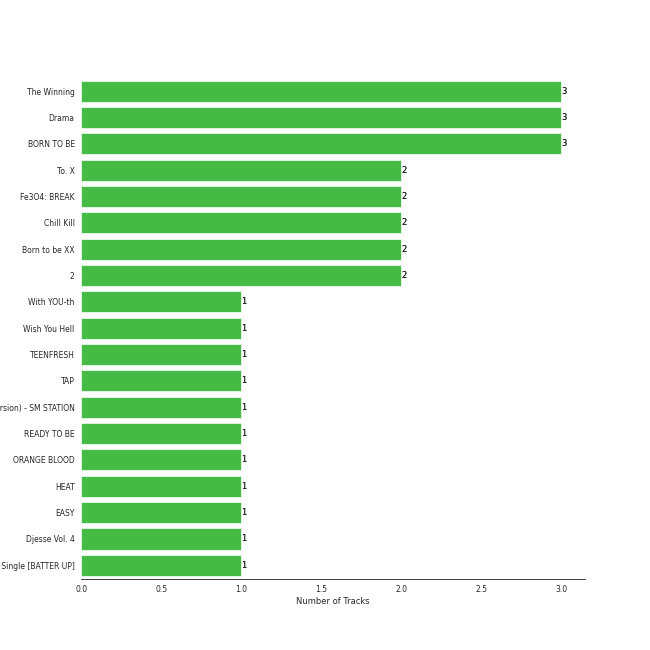 The Winning 3
Drama 3
BORN TO BE 3
To. X 2
Fe3O4: BREAK 2
Chill Kill 2
Born to be XX 2
2 2
With YOU-th 1
Wish You Hell 1
TEENFRESH 1
TAP 1
rsion) - SM STATION 1
READY TO BE 1
ORANGE BLOOD 1
HEAT 1
EASY 1
Djesse Vol. 4 1
Single [BATTER UP] 1
0.0 0.5 1.0 1.5 2.0 2.5 3.0
Number of Tracks